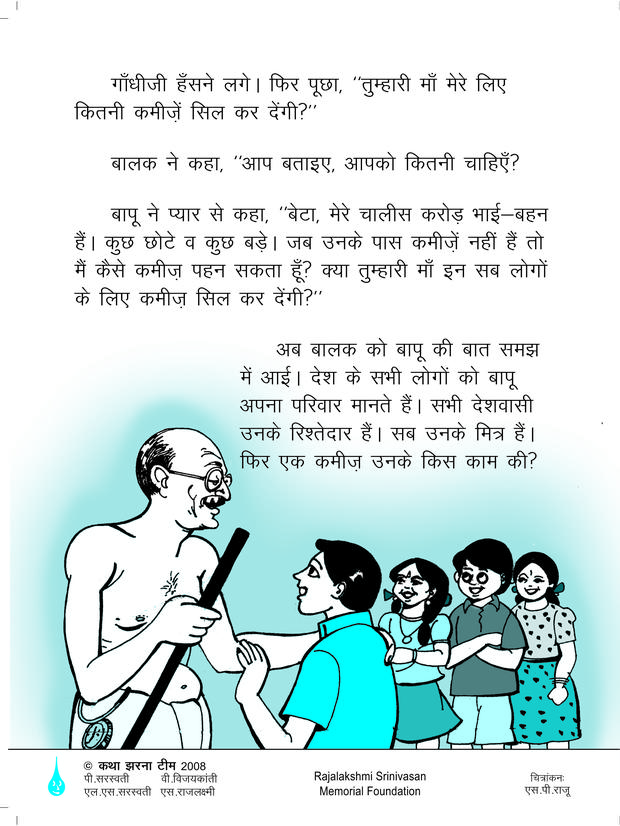 गाँधीजी हँसने लगे। फिर पूछा, ‘‘तुम्हारी माँ मेरे लिए
कितनी कमीज़ें सिल कर देंगी?’’
बालक ने कहा, ‘‘आप बताइए, आपको कितनी चाहिएँ?
बापू ने प्यार से कहा, ‘‘बेटा, मेरे चालीस करोड़ भाई–बहन
हैं। कुछ छोटे व कुछ बड़े। जब उनके पास कमीज़ें नहीं हैं तो
मैं कैसे कमीज़ पहन सकता हूँ? क्या तुम्हारी माँ इन सब लोगों
के लिए कमीज़ सिल कर देंगी?’’
अब बालक को बापू की बात समझ
में आई। देश के सभी लोगों को बापू
अपना परिवार मानते हैं। सभी देशवासी
उनके रिश्तेदार हैं। सब उनके मित्र हैं।
फिर एक कमीज़ उनके किस काम की?
© कथा झरना टीम 2008
पी.सरस्वती वी.विजयकांती
एल.एस.सरस्वती एस.राजलक्ष्मी
Rajalakshmi Srinivasan
Memorial Foundation
चित्रांकनः
एस.पी.राजू